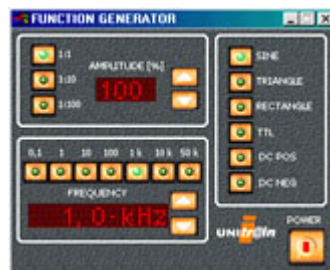 FUNCTION GENERATOR
1/1
1/10
1/100
AMPLITUDE [%]
100
SINE
TRIANGLE
RECTANGLE
TTL
DC POS
DC NEG
0,1 1 10 100 1 k 10 k 50 k
FREQUENCY
1,0 kHz
UNItrain
POWER